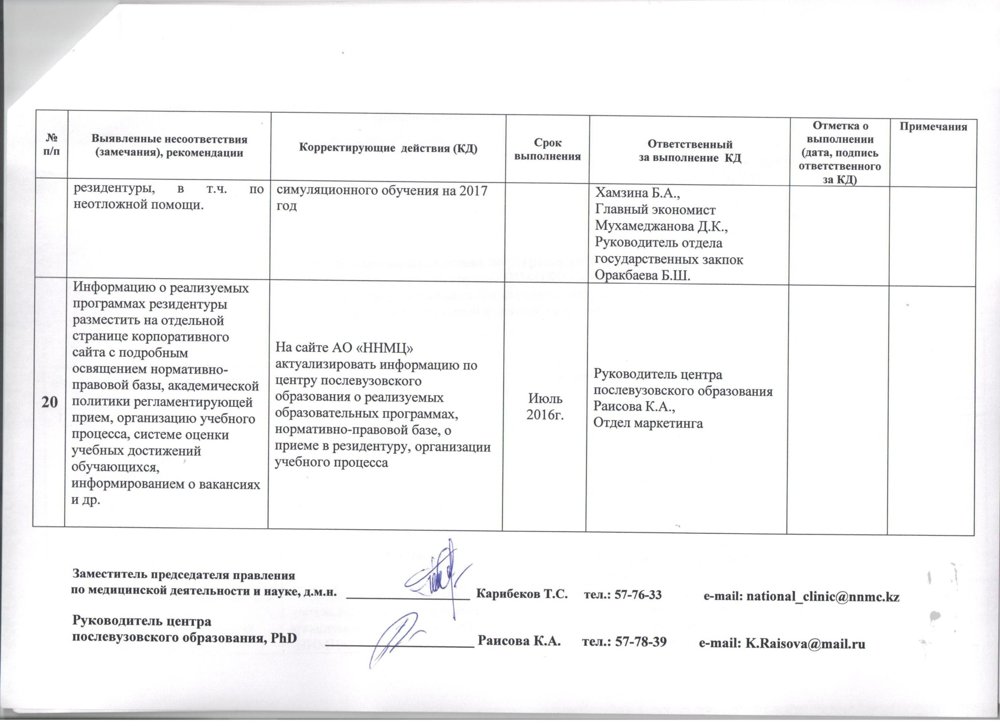 №
п/п
Выявленные несоответствия
(замечания), рекомендации
Корректирующие действия (КД)
Срок
выполнения
Ответственный
за выполнение КД
Отметка о
выполнении
(дата, подпись
ответственного
за КД)
Примечания
резидентуры, в т.ч. по
неотложной помощи.
симуляционного обучения на 2017
год
Хамзина Б.А.,
Главный экономист
Мухамеджанова Д.К.,
Руководитель отдела
государственных закпок
Оракбаева Б.Ш.
20
Информацию о реализуемых
программах резидентуры
разместить на отдельной
странице корпоративного
сайта с подробным
освящением нормативно-
правовой базы, академической
политики регламентирующей
прием, организацию учебного
процесса, системе оценки
учебных достижений
обучающихся,
информированием о вакансиях
и др.
На сайте АО «ННМЦ»
актуализировать информацию по
центру послевузовского
образования о реализуемых
образовательных программах,
нормативно-правовой базе, о
приеме в резидентуру, организации
учебного процесса
Июль
2016г.
Руководитель центра
послевузовского образования
Раисова К.А.,
Отдел маркетинга
Заместитель председателя правления
по медицинской деятельности и науке, д.м.н. Карибеков Т.С. тел.: 57-76-33 e-mail: national_clinic@nnmc.kz
Руководитель центра
послевузовского образования, PhD Раисова К.А. тел.: 57-78-39 e-mail: K.Raisova@mail.ru